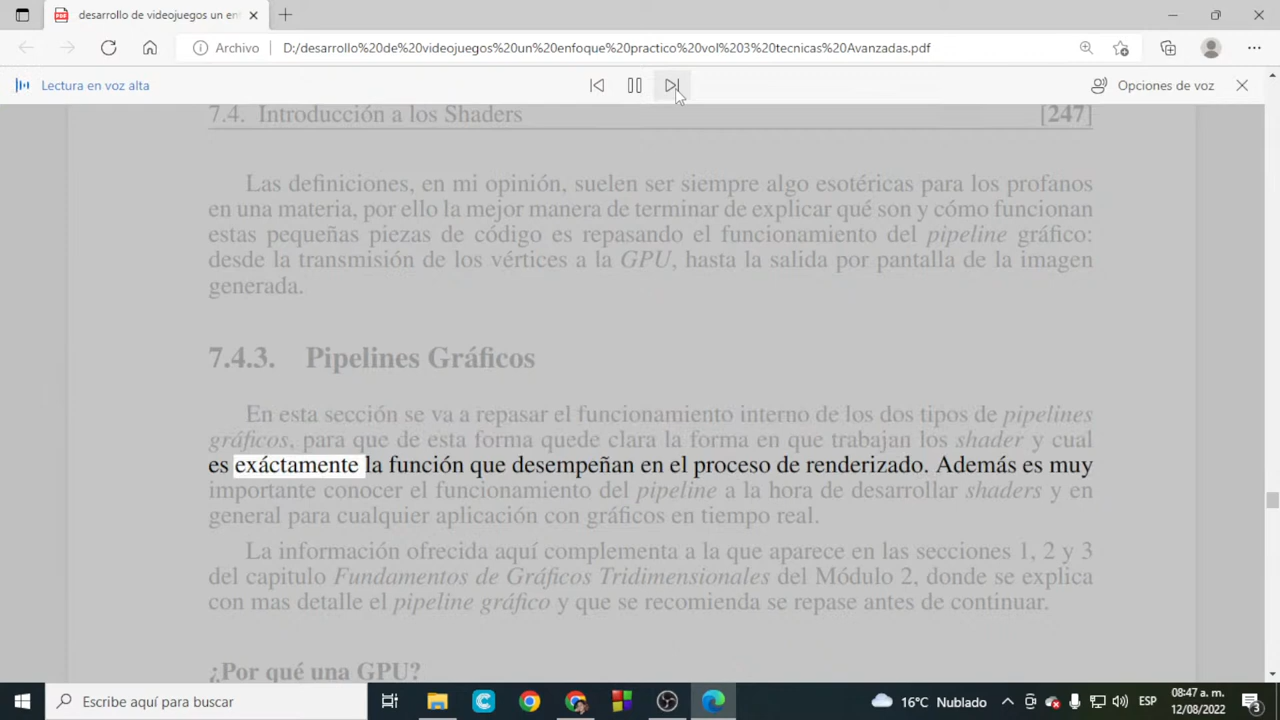 desarrollo de videojuegos un en
Archivo
D:/desarrollo%20de%20videojuegos%20un%20enfoque%20practico%20vol%203%20tecnicas%20Avanzadas.pdf
Lectura en voz alta
Opciones de voz
7.4. Introducción a los Shaders [247]
Las definiciones, en mi opinión, suelen ser siempre algo esotéricas para los profanos
en una materia, por ello la mejor manera de terminar de explicar qué son y cómo funcionan
estas pequeñas piezas de código es repasando el funcionamiento del pipeline gráfico:
desde la transmisión de los vértices a la GPU, hasta la salida por pantalla de la imagen
generada.
7.4.3. Pipelines Gráficos
En esta sección se va a repasar el funcionamiento interno de los dos tipos de pipelines
gráficos, para que de esta forma quede clara la forma en que trabajan los shader y cual
es exáctamente la función que desempeñan en el proceso de renderizado. Además es muy
importante conocer el funcionamiento del pipeline a la hora de desarrollar shaders y en
general para cualquier aplicación con gráficos en tiempo real.
La información ofrecida aquí complementa a la que aparece en las secciones 1, 2 y 3
del capitulo Fundamentos de Gráficos Tridimensionales del Módulo 2, donde se explica
con mas detalle el pipeline gráfico y que se recomienda se repase antes de continuar.
¿Por qué una GPU?
Escribe aquí para buscar
16°C Nublado
ESP
08:47 a. m.
12/08/2022
3